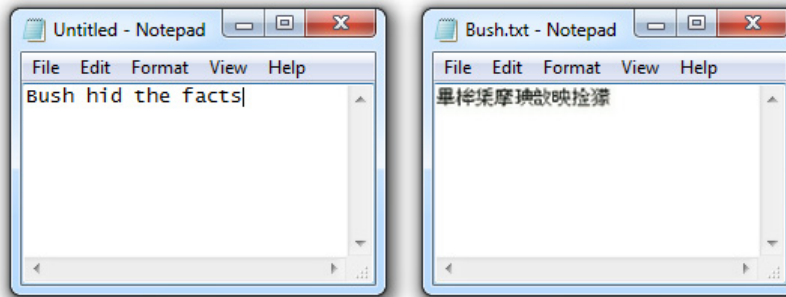 Untitled - Notepad
File Edit Format View Help
Bush hid the facts
Bush.txt - Notepad
File Edit Format View Help
畂桳栠摩琠敨映捡獴